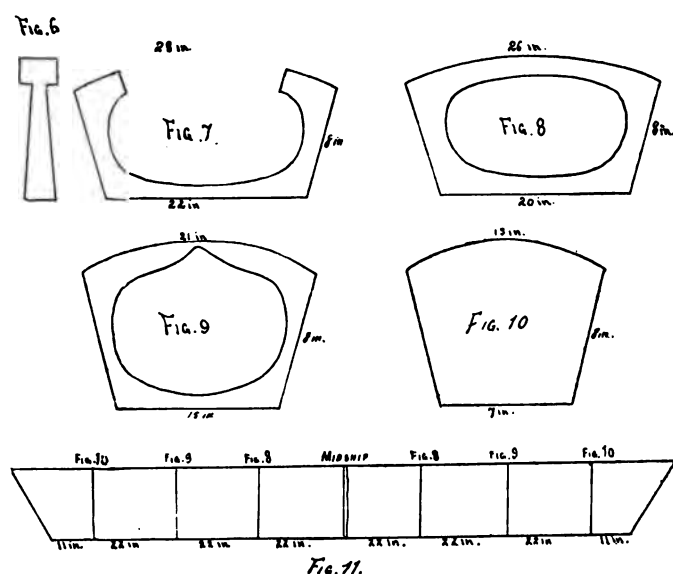 FIG. 6
28 in.
26 in.
FIG. 7.
FIG. 8
8 in
8 in.
22 in
20 in.
21 in
15 in.
FIG. 9
FIG. 10
8 in.
8 in.
15 in
7 in.
FIG. 10 FIG. 9 FIG. 8 MIDSHIP FIG. 8 FIG. 9 FIG. 10
11 in. 22 in 22 in 22 in. 22 in. 22 in. 22 in 11 in.
FIG. 11.